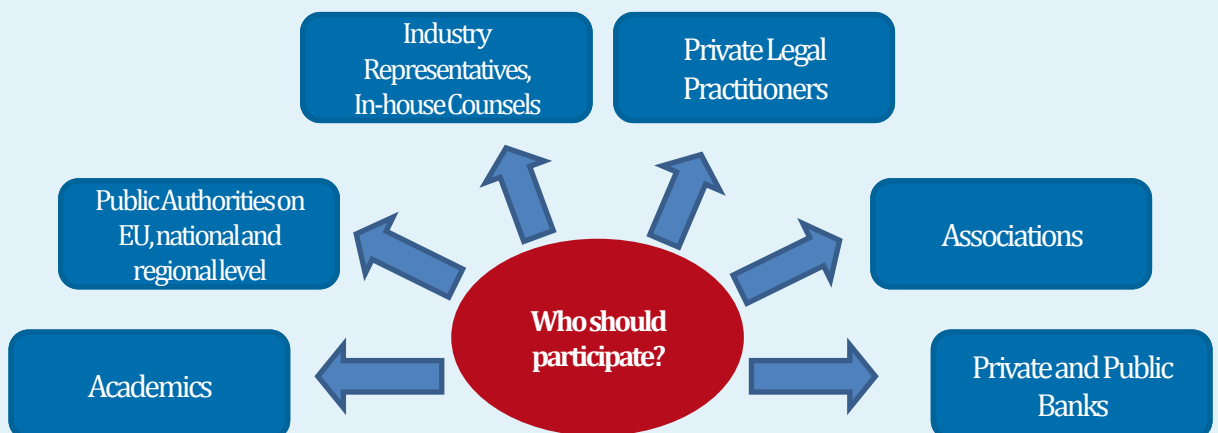 Industry
Representatives,
In-house Counsels
Private Legal
Practitioners
Public Authorities on
EU, national and
regional level
Associations
Who should
participate?
Academics
Private and Public
Banks